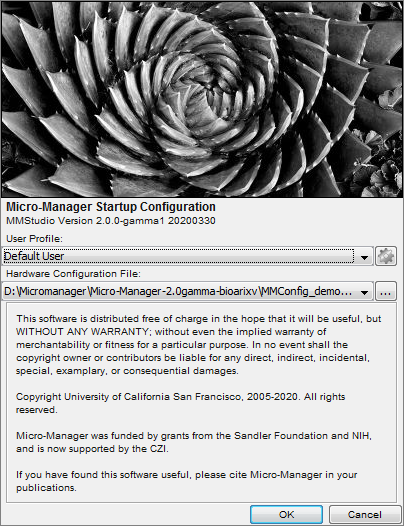 Micro-Manager Startup Configuration
MMStudio Version 2.0.0-gamma1 20200330
User Profile:
Default User
Hardware Configuration File:
D:\Micromanager\Micro-Manager-2.0gamma-bioarixv\MMConfig_demo... ...
This software is distributed free of charge in the hope that it will be useful, but
WITHOUT ANY WARRANTY; without even the implied warranty of
merchantability or fitness for a particular purpose. In no event shall the
copyright owner or contributors be liable for any direct, indirect, incidental,
special, examplary, or consequential damages.
Copyright University of California San Francisco, 2005-2020. All rights
reserved.
Micro-Manager was funded by grants from the Sandler Foundation and NIH,
and is now supported by the CZI.
If you have found this software useful, please cite Micro-Manager in your
publications.
OK Cancel